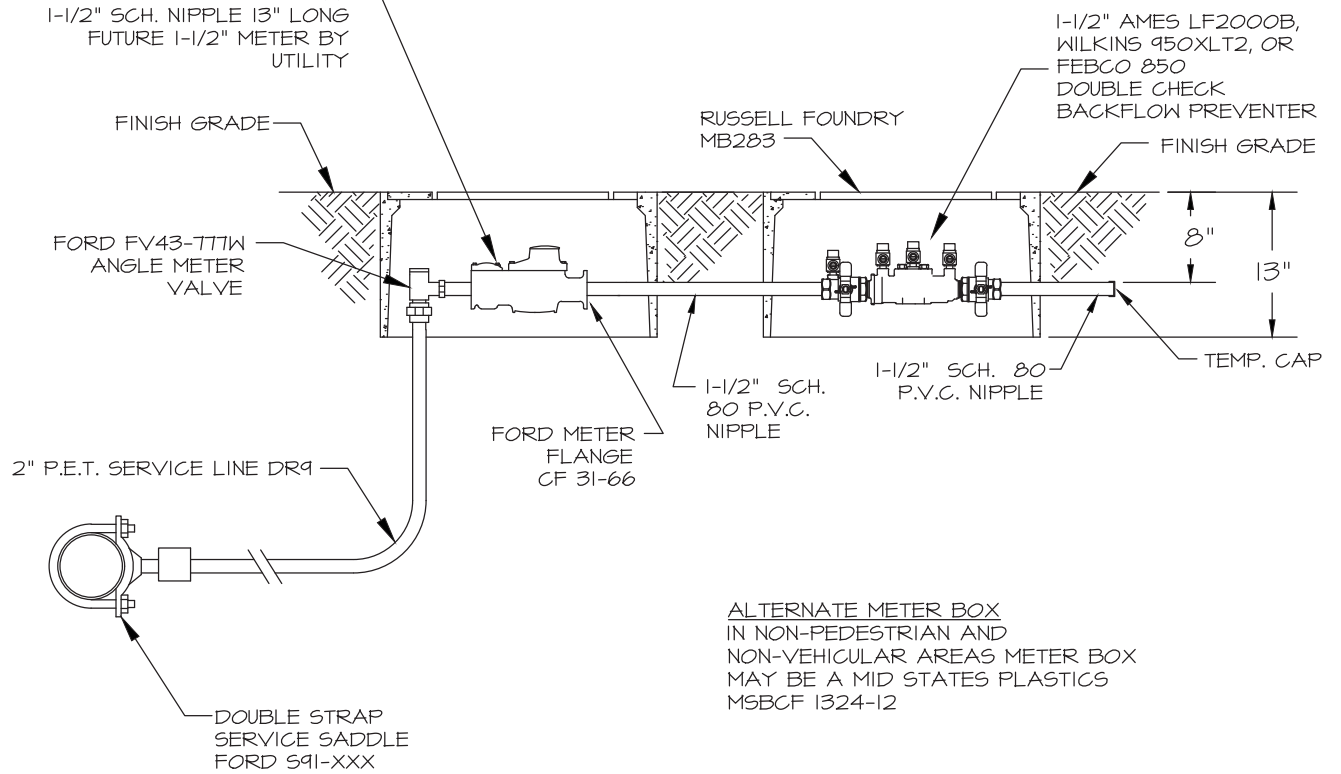 1-1/2" SCH. NIPPLE 13" LONG
FUTURE 1-1/2" METER BY
UTILITY
1-1/2" AMES LF2000B,
WILKINS 950XLT2, OR
FEBCO 850
DOUBLE CHECK
BACKFLOW PREVENTER
FINISH GRADE
RUSSELL FOUNDRY
MB283
FINISH GRADE
FORD FV43-777W
ANGLE METER
VALVE
8"
13"
TEMP. CAP
1-1/2" SCH. 80
P.V.C. NIPPLE
1-1/2" SCH.
80 P.V.C.
NIPPLE
FORD METER
FLANGE
CF 31-66
2" P.E.T. SERVICE LINE DR9
ALTERNATE METER BOX
IN NON-PEDESTRIAN AND
NON-VEHICULAR AREAS METER BOX
MAY BE A MID STATES PLASTICS
MSBCF 1324-12
DOUBLE STRAP
SERVICE SADDLE
FORD S91-XXX